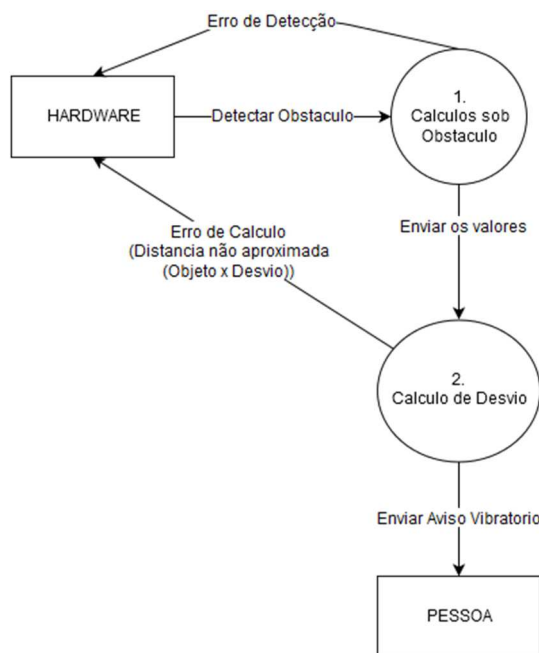 Erro de Detecção
HARDWARE
Detectar Obstaculo
1.
Calculos sob
Obstaculo
Erro de Calculo
(Distancia não aproximada
(Objeto x Desvio))
Enviar os valores
2.
Calculo de Desvio
Enviar Aviso Vibratorio
PESSOA